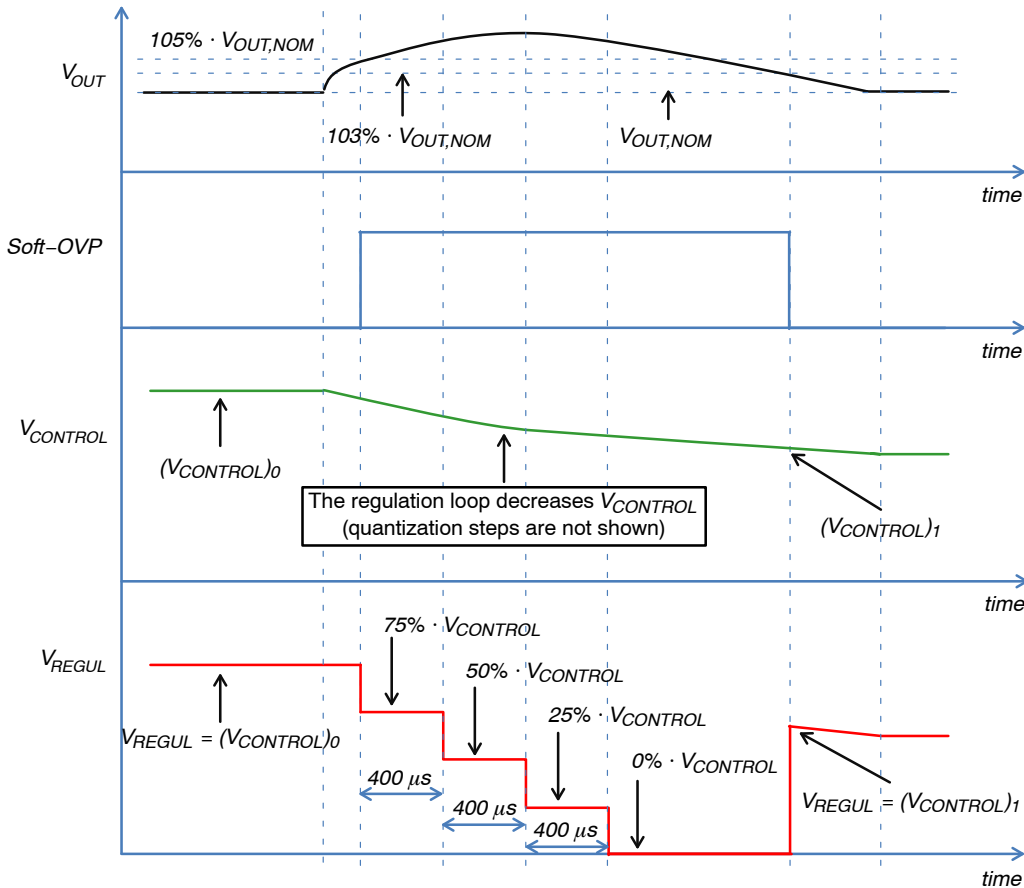 105% · VOUT,NOM
VOUT
103% · VOUT,NOM
VOUT,NOM
time
Soft–OVP
time
VCONTROL
(VCONTROL)0
The regulation loop decreases VCONTROL
(quantization steps are not shown)
(VCONTROL)1
time
75% · VCONTROL
VREGUL
50% · VCONTROL
25% · VCONTROL
VREGUL = (VCONTROL)0
0% · VCONTROL
400 µs
VREGUL = (VCONTROL)1
400 µs
400 µs
time